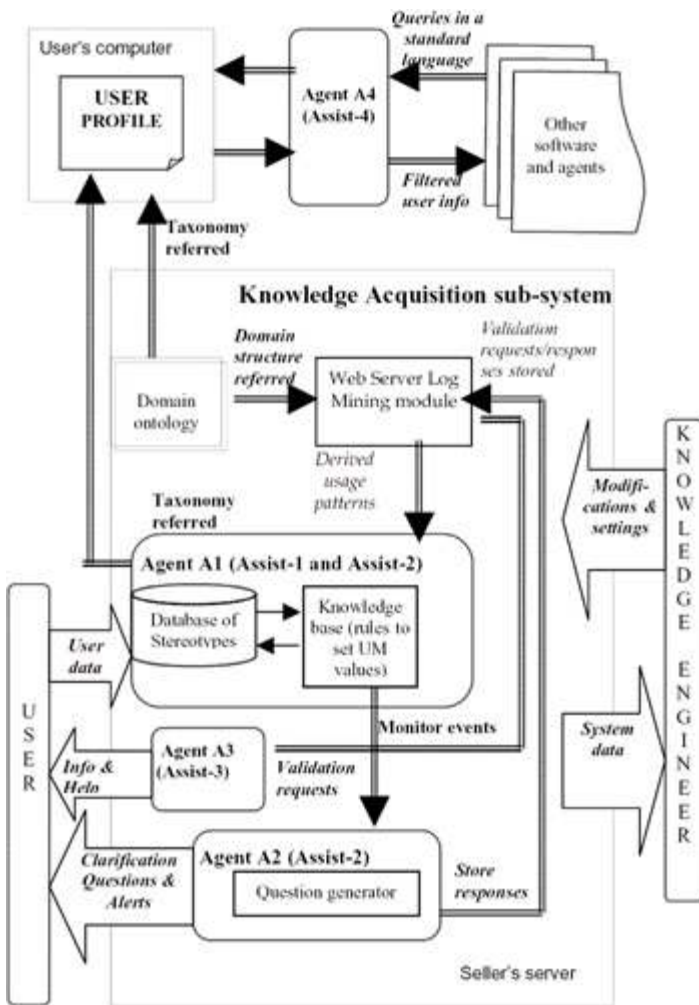 User's computer
USER
PROFILE
Agent A4
(Assist-4)
Queries in a
standard
language
Other
software
and agents
Filtered
user info
Taxonomy
referred
Knowledge Acquisition sub-system
Domain
structure
referred
Validation
requests/respon
ses stored
Web Server Log
Mining module
Domain
ontology
Derived
usage
patterns
Modifi-
cations &
settings
KNOWLEDGE ENGINEER
Taxonomy
referred
Agent A1 (Assist-1 and Assist-2)
Database of
Stereotypes
Knowledge
base (rules to
set UM
values)
User
data
USER
Monitor events
System
data
Agent A3
(Assist-3)
Info &
Help
Validation
requests
Agent A2 (Assist-2)
Question generator
Clarification
Questions &
Alerts
Store
responses
Seller's server